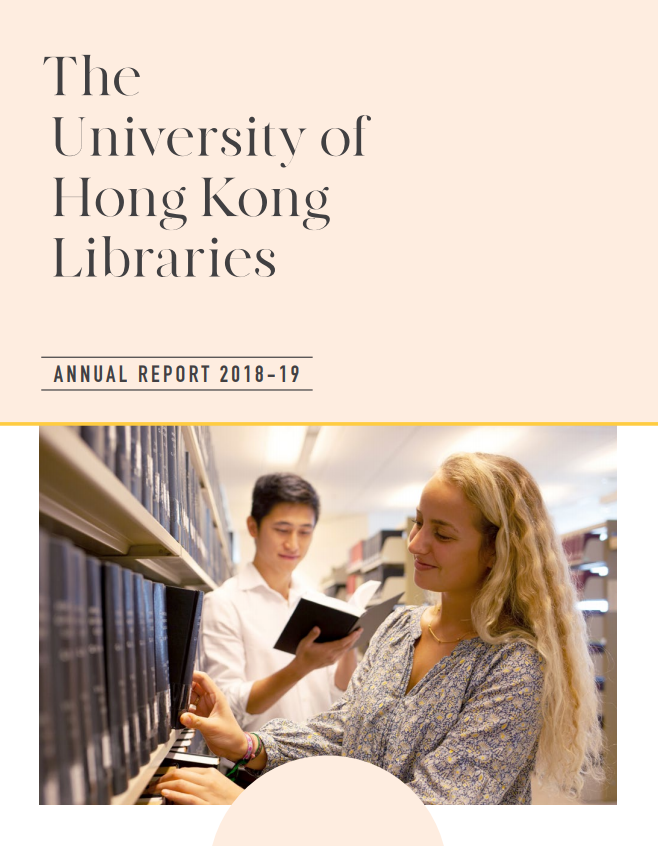 The
University of
Hong Kong
Libraries
ANNUAL REPORT 2018-19